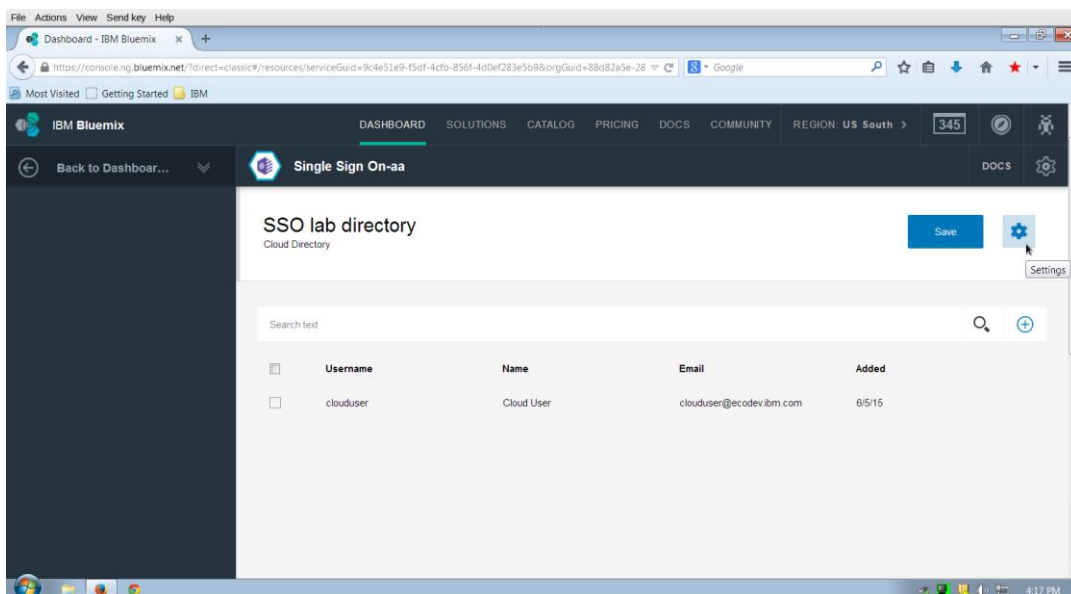 File Actions View Send key Help
Dashboard - IBM Bluemix
https://console.ng.bluemix.net/?direct=classic#/resources/serviceGuid=9c4e51e9-f5df-4cfb-856f-4d0ef283e5b9&orgGuid=88d82a5e-28 Google
Most Visited Getting Started IBM
IBM Bluemix DASHBOARD SOLUTIONS CATALOG PRICING DOCS COMMUNITY REGION: US South > 345
Back to Dashboar... Single Sign On-aa DOCS
SSO lab directory
Cloud Directory
Save
Settings
Search text
Username Name Email Added
clouduser Cloud User clouduser@ecodev.ibm.com 6/5/15
4:17 PM